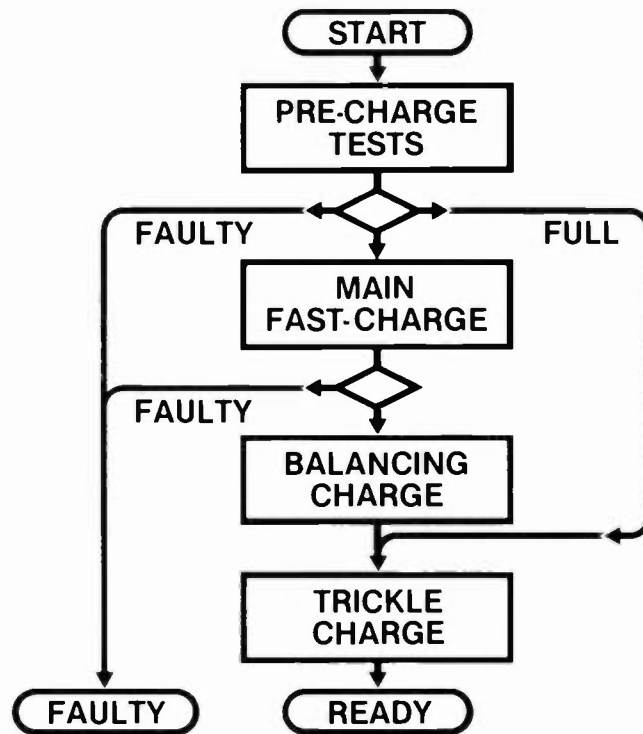 START
PRE-CHARGE
TESTS
FAULTY
FULL
MAIN
FAST-CHARGE
FAULTY
BALANCING
CHARGE
TRICKLE
CHARGE
FAULTY
READY